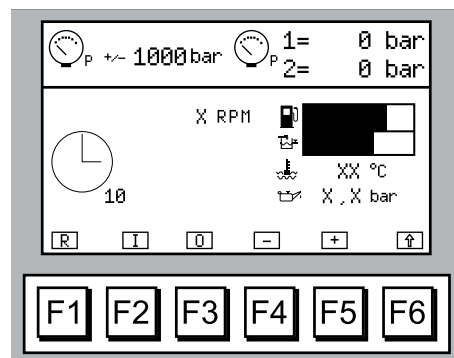 P +/- 1000 bar P 1= 0 bar
2= 0 bar
X RPM
XX °C
10 X,X bar
R I O - + ⇧
F1 F2 F3 F4 F5 F6